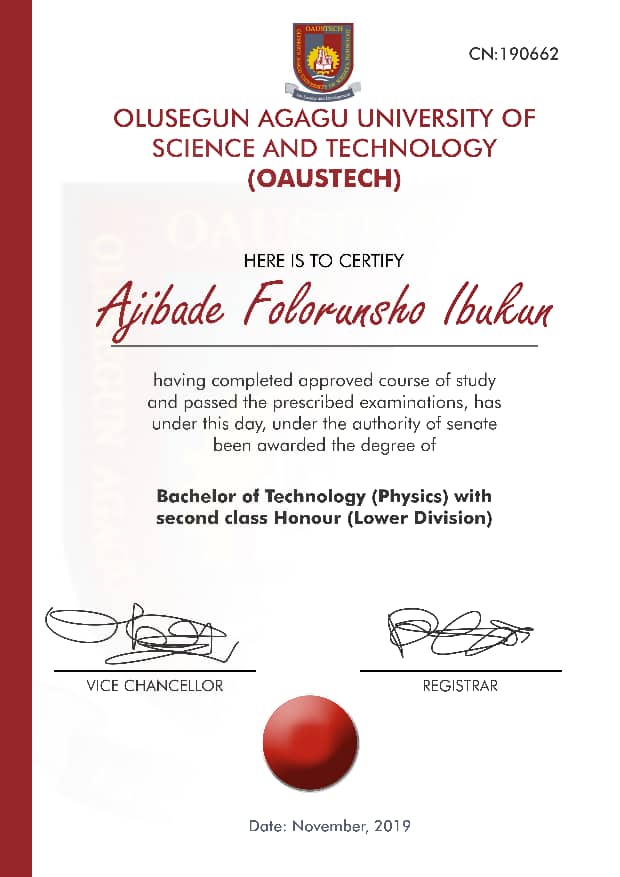 OAUSTECH
CN:190662
OLUSEGUN AGAGU UNIVERSITY OF
SCIENCE AND TECHNOLOGY
(OAUSTECH)
HERE IS TO CERTIFY
Ajibade Folorunsho Ibukun
having completed approved course of study
and passed the prescribed examinations, has
under this day, under the authority of senate
been awarded the degree of
Bachelor of Technology (Physics) with
second class Honour (Lower Division)
VICE CHANCELLOR
REGISTRAR
Date: November, 2019